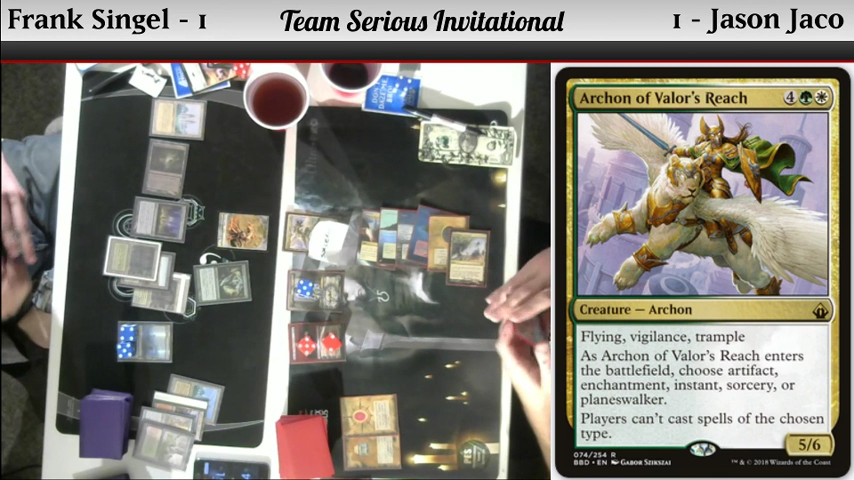 Frank Singel - 1
Team Serious Invitational
1 - Jason Jaco
Archon of Valor's Reach
4
Creature — Archon
Flying, vigilance, trample
As Archon of Valor's Reach enters
the battlefield, choose artifact,
enchantment, instant, sorcery, or
planeswalker.
Players can't cast spells of the chosen
type.
5/6
074/254 R
BBD • EN GABOR SZIKSZAI
™ & © 2018 Wizards of the Coast